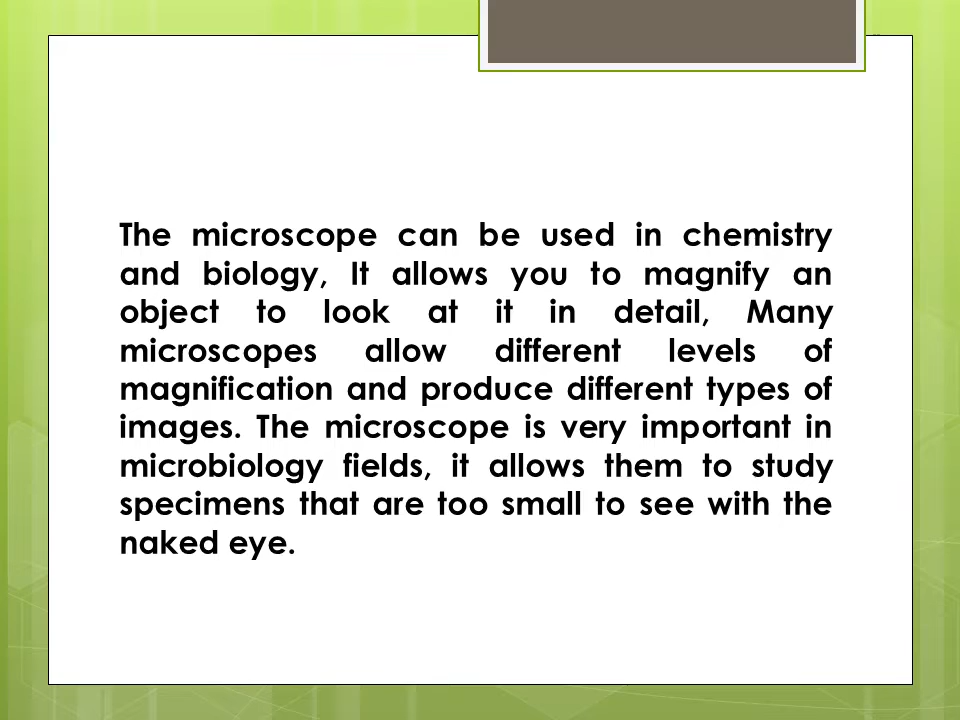 The microscope can be used in chemistry
and biology, It allows you to magnify an
object to look at it in detail, Many
microscopes allow different levels of
magnification and produce different types of
images. The microscope is very important in
microbiology fields, it allows them to study
specimens that are too small to see with the
naked eye.